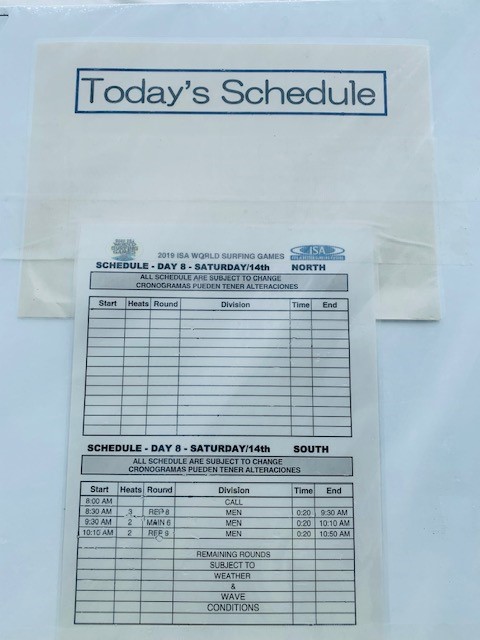 Today's Schedule
2019 ISA WORLD SURFING GAMES
ISA
SCHEDULE - DAY 8 - SATURDAY/14th NORTH
ALL SCHEDULE ARE SUBJECT TO CHANGE
CRONOGRAMAS PUEDEN TENER ALTERACIONES
Start Heats Round Division Time End
SCHEDULE - DAY 8 - SATURDAY/14th SOUTH
ALL SCHEDULE ARE SUBJECT TO CHANGE
CRONOGRAMAS PUEDEN TENER ALTERACIONES
Start Heats Round Division Time End
8:00 AM CALL
8:30 AM 3 REP 8 MEN 0:20 9:30 AM
9:30 AM 2 MAIN 6 MEN 0:20 10:10 AM
10:10 AM 2 REP 9 MEN 0:20 10:50 AM
REMAINING ROUNDS
SUBJECT TO
WEATHER
&
WAVE
CONDITIONS